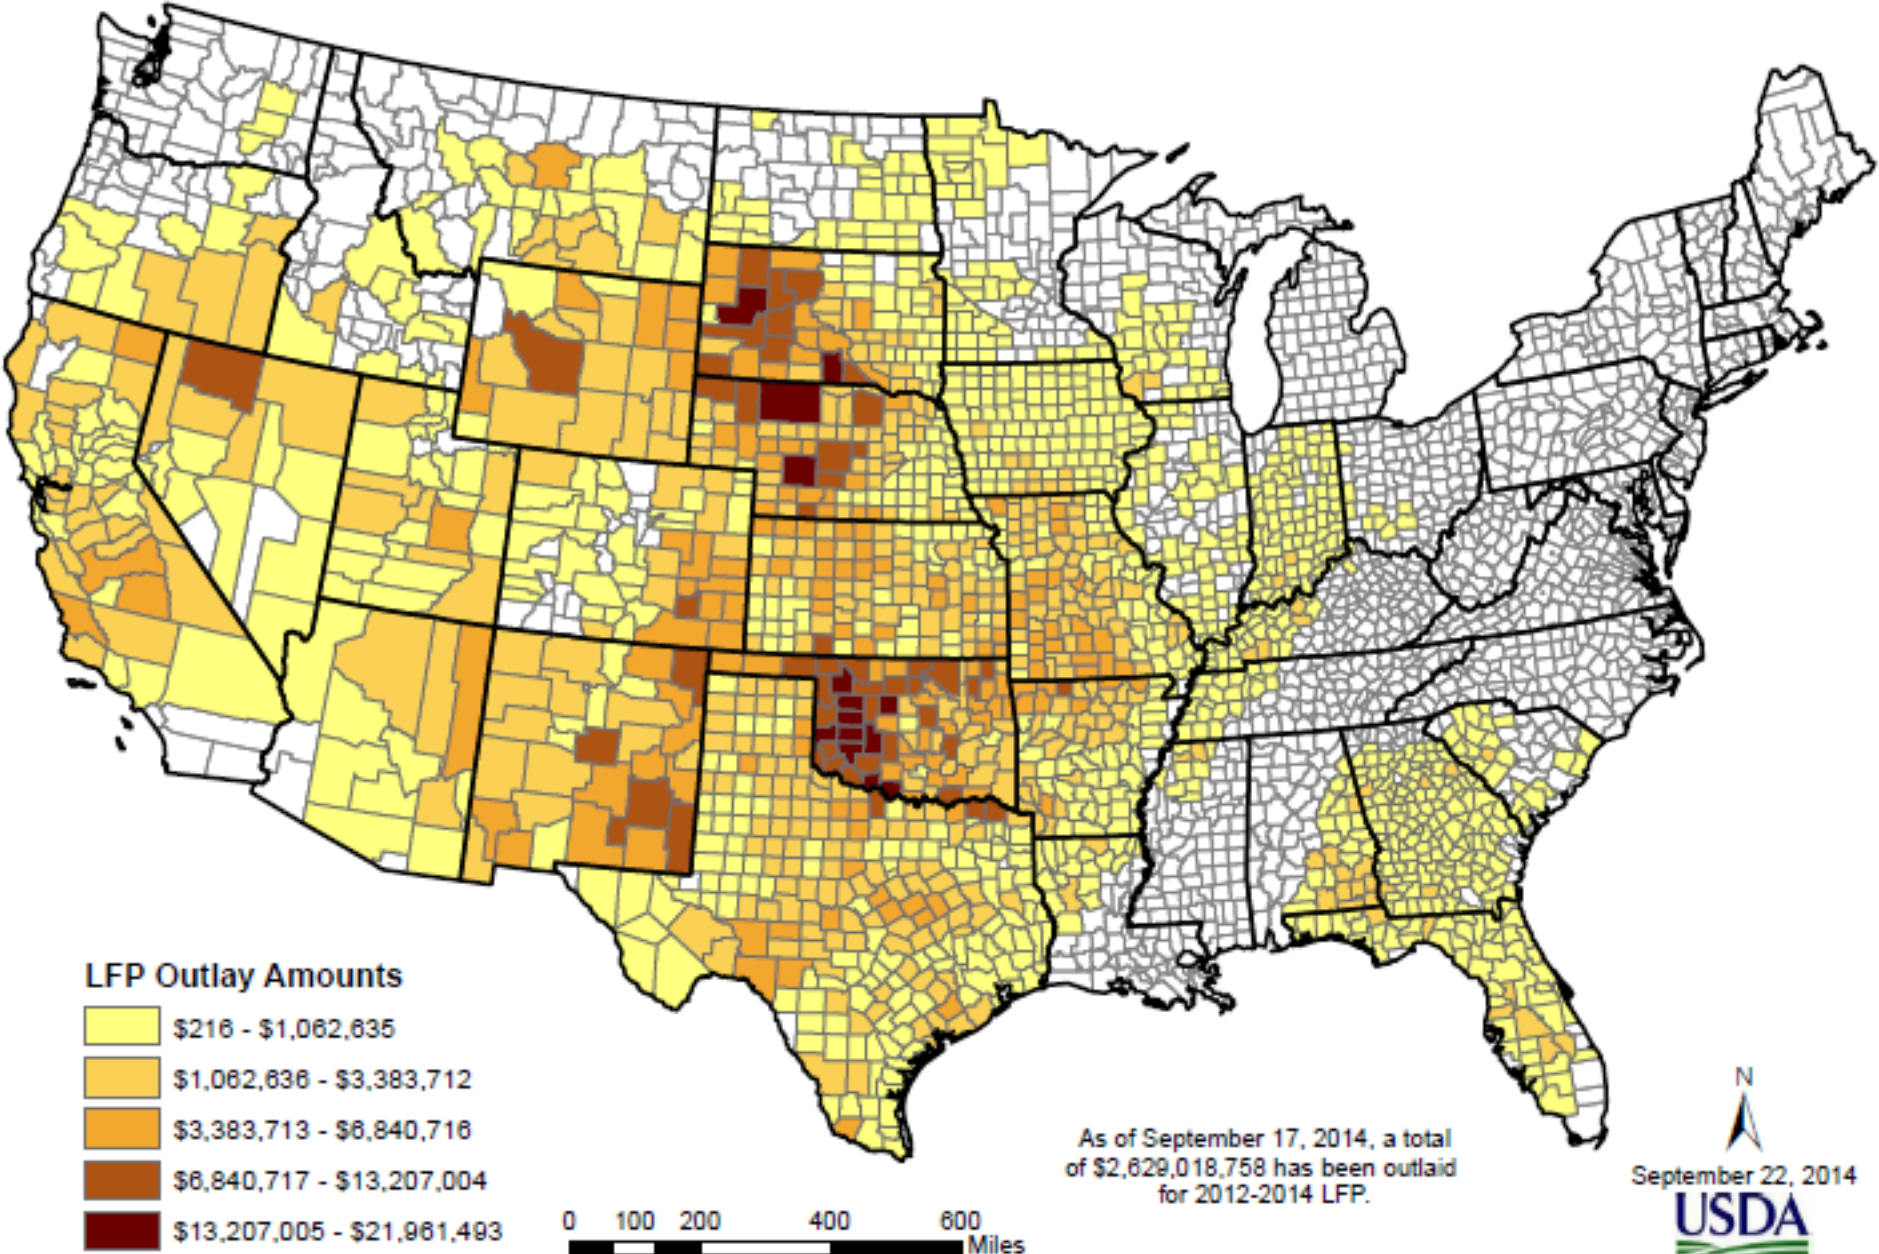 LFP Outlay Amounts
$216 - $1,062,635
$1,062,636 - $3,383,712
$3,383,713 - $6,840,716
$6,840,717 - $13,207,004
$13,207,005 - $21,961,493
0 100 200 400 600
Miles
As of September 17, 2014, a total
of $2,629,018,758 has been outlaid
for 2012-2014 LFP.
N
September 22, 2014
USDA